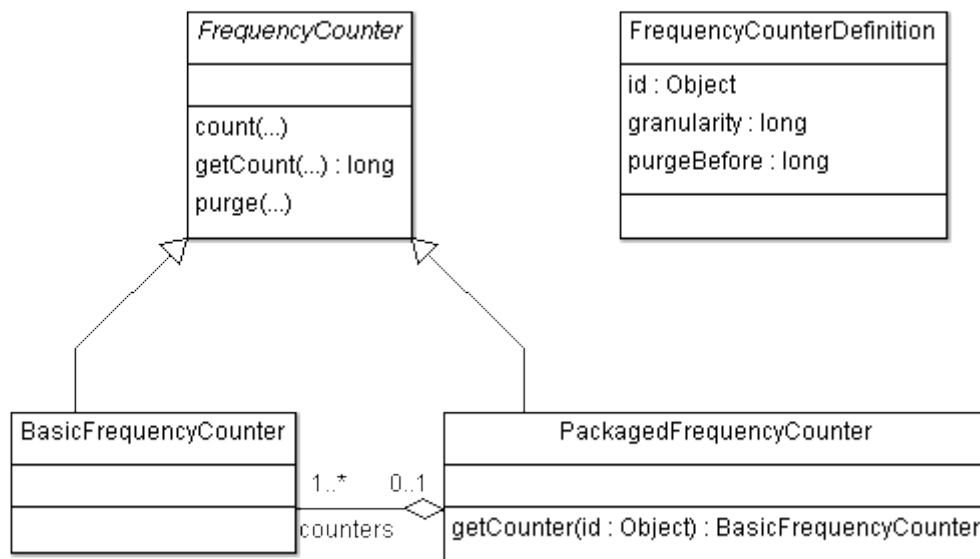 FrequencyCounter
count(...)
getCount(...) : long
purge(...)
FrequencyCounterDefinition
id : Object
granularity : long
purgeBefore : long
BasicFrequencyCounter
1..*
0..1
counters
PackagedFrequencyCounter
getCounter(id : Object) : BasicFrequencyCounter